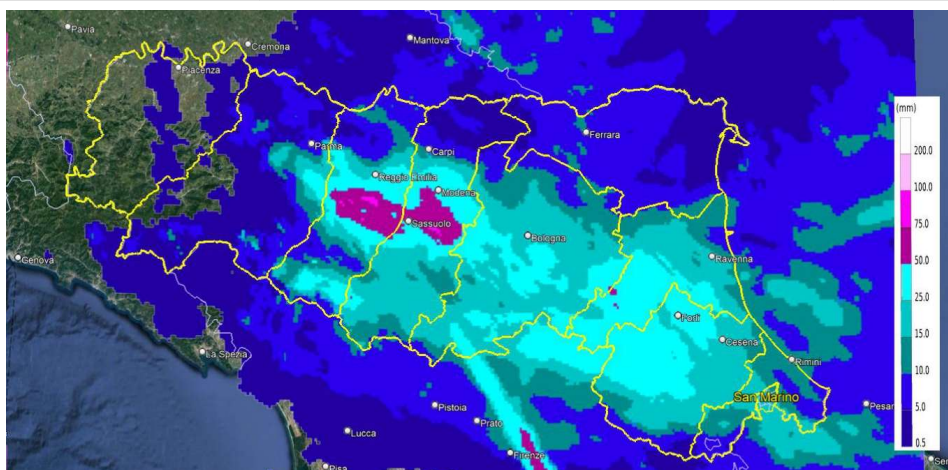 Pavia
Cremona
Mantova
Piacenza
(mm)
200.0
100.0
75.0
50.0
25.0
15.0
10.0
5.0
0.5
Ferrara
Parma
Carpi
Reggio Emilia
Modena
Sassuolo
Bologna
Genova
Ravenna
Forlì
Cesena
La Spezia
Rimini
San Marino
Pistoia
Pesar
Prato
Lucca
Firenze
Pisa